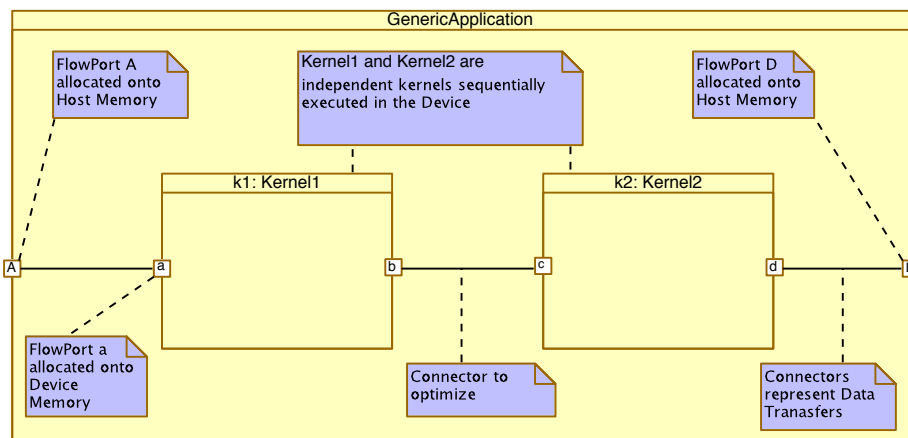 GenericApplication
FlowPort A
allocated onto
Host Memory
Kernel1 and Kernel2 are
independent kernels sequentially
executed in the Device
FlowPort D
allocated onto
Host Memory
k1: Kernel1
k2: Kernel2
A
a
b
c
d
FlowPort a
allocated onto
Device
Memory
Connector to
optimize
Connectors
represent Data
Tranasfers